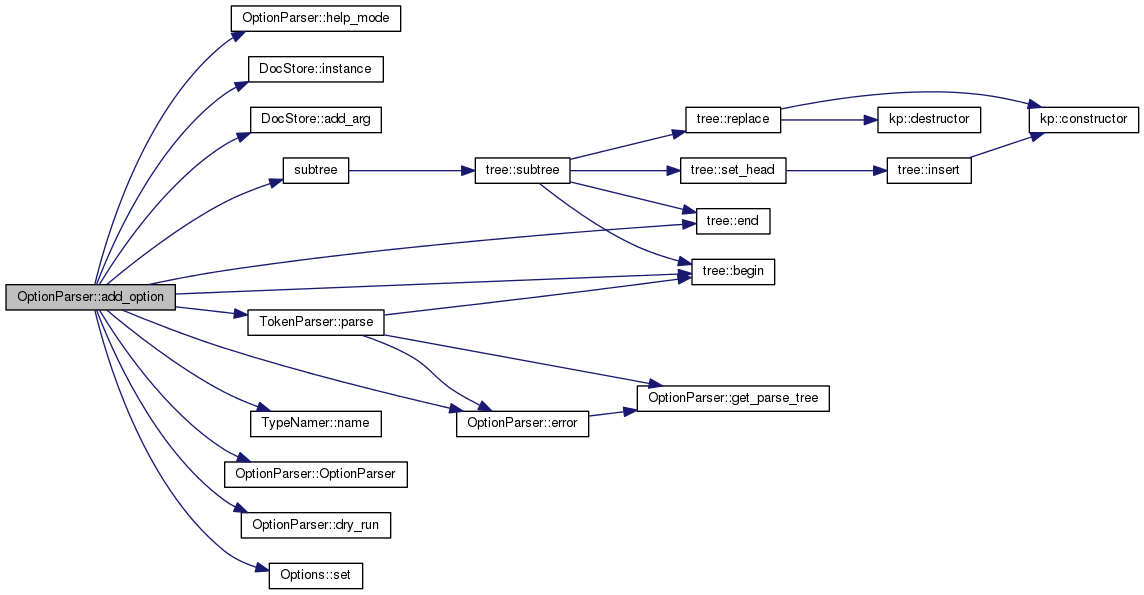 OptionParser::help_mode
DocStore::instance
DocStore::add_arg
tree::replace
kp::destructor
kp::constructor
subtree
tree::subtree
tree::set_head
tree::insert
tree::end
tree::begin
OptionParser::add_option
TokenParser::parse
OptionParser::get_parse_tree
TypeNamer::name
OptionParser::error
OptionParser::OptionParser
OptionParser::dry_run
Options::set